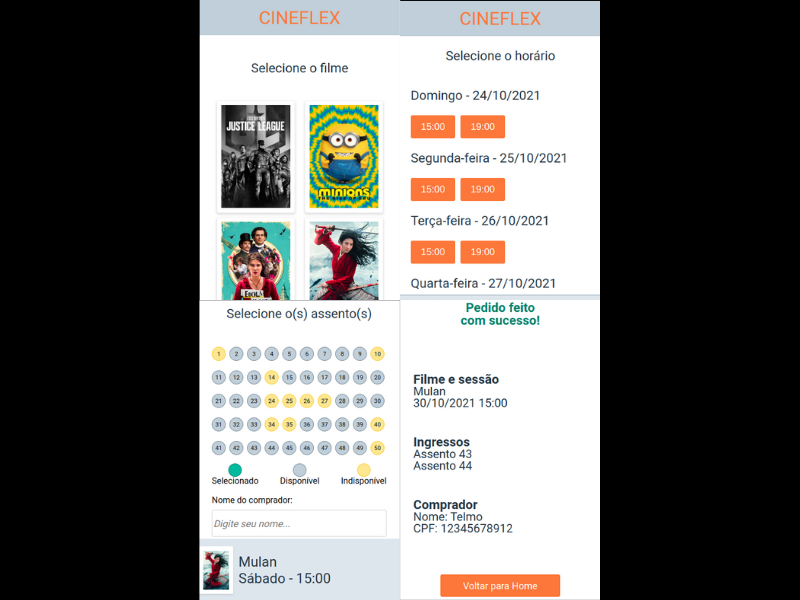 CINEFLEX
Selecione o filme
JUSTICE LEAGUE
minions
ENOLA
CINEFLEX
Selecione o horário
Domingo - 24/10/2021
15:00 19:00
Segunda-feira - 25/10/2021
15:00 19:00
Terça-feira - 26/10/2021
15:00 19:00
Quarta-feira - 27/10/2021
Selecione o(s) assento(s)
1 2 3 4 5 6 7 8 9 10
11 12 13 14 15 16 17 18 19 20
21 22 23 24 25 26 27 28 29 30
31 32 33 34 35 36 37 38 39 40
41 42 43 44 45 46 47 48 49 50
Selecionado Disponível Indisponível
Nome do comprador:
Digite seu nome...
Mulan
Sábado - 15:00
Pedido feito
com sucesso!
Filme e sessão
Mulan
30/10/2021 15:00
Ingressos
Assento 43
Assento 44
Comprador
Nome: Telmo
CPF: 12345678912
Voltar para Home